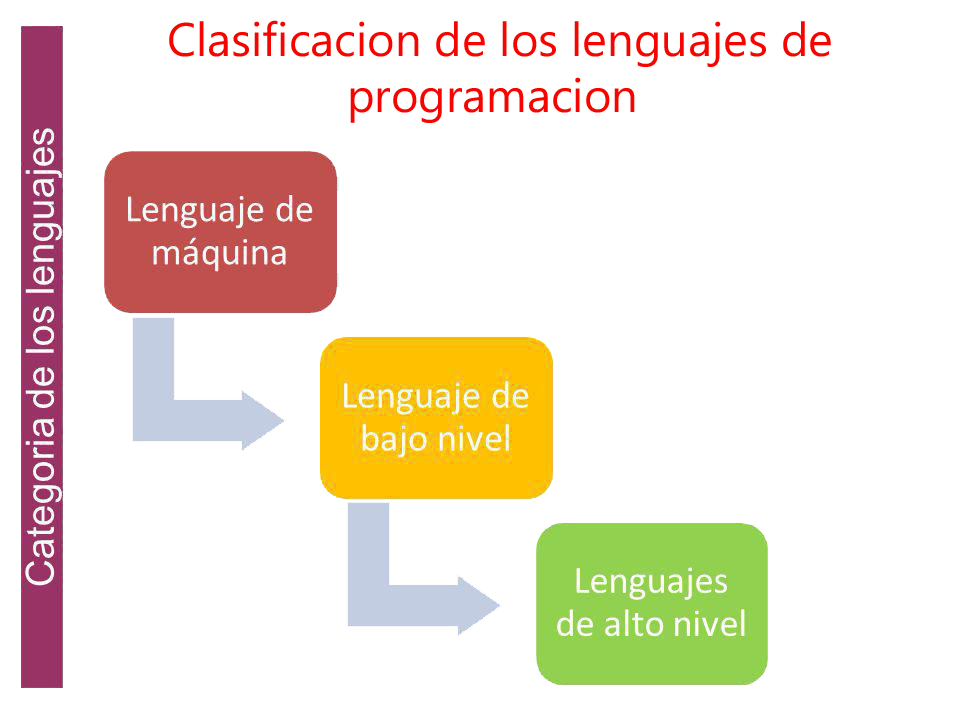 Clasificacion de los lenguajes de
programacion
Categoria de los lenguajes
Lenguaje de
máquina
Lenguaje de
bajo nivel
Lenguajes
de alto nivel